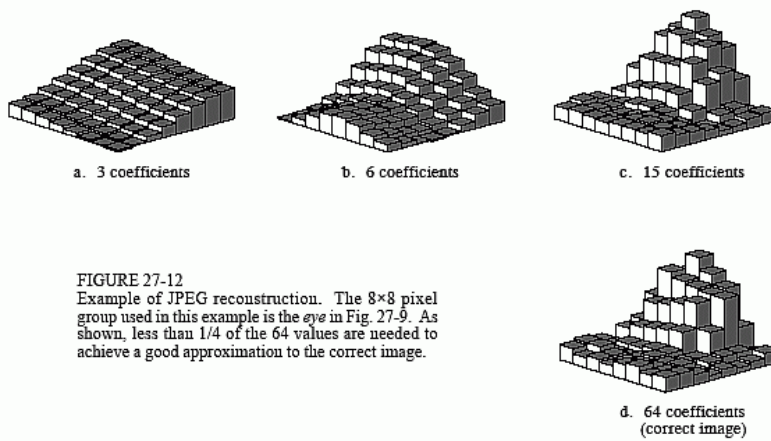 a. 3 coefficients
b. 6 coefficients
c. 15 coefficients
FIGURE 27-12
Example of JPEG reconstruction. The 8×8 pixel
group used in this example is the eye in Fig. 27-9. As
shown, less than 1/4 of the 64 values are needed to
achieve a good approximation to the correct image.
d. 64 coefficients
(correct image)